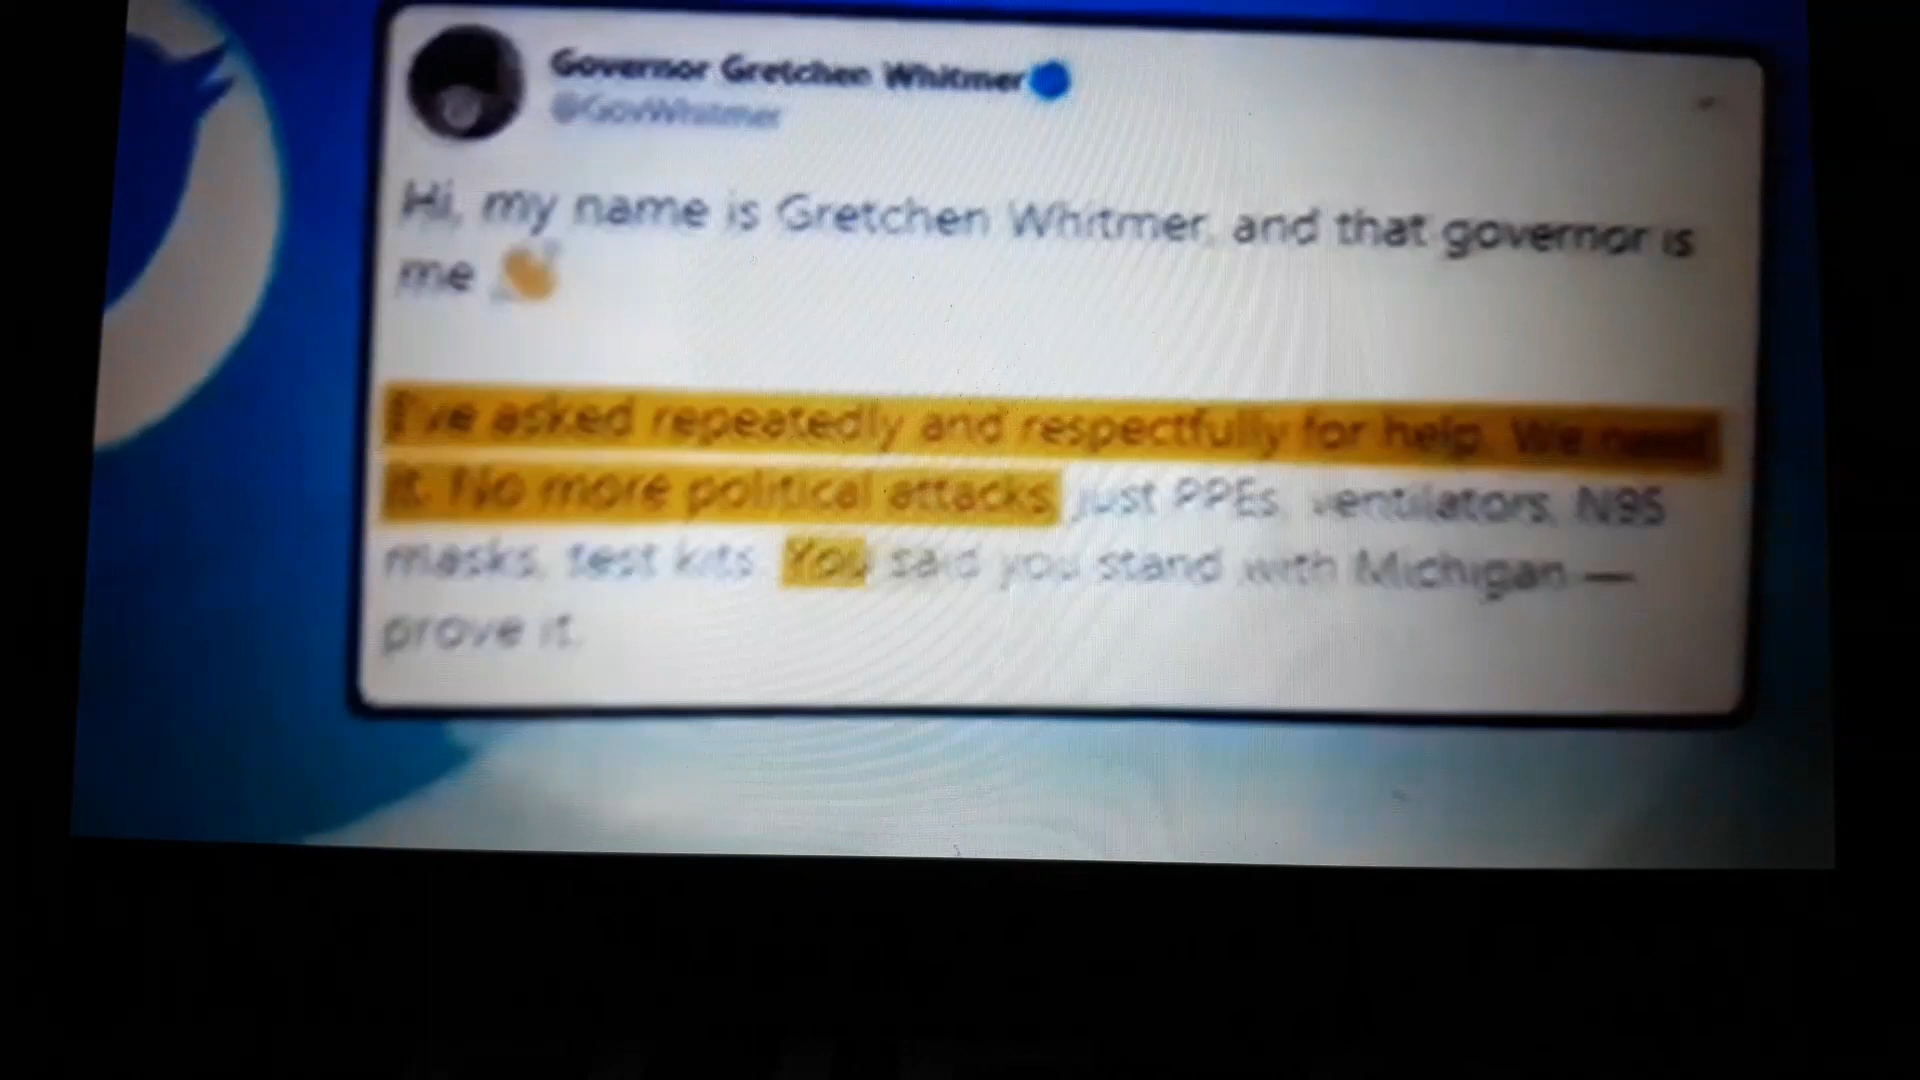 Governor Gretchen Whitmer
@GovWhitmer
Hi, my name is Gretchen Whitmer, and that governor is
me 👋
I've asked repeatedly and respectfully for help. We need
it. No more political attacks, just PPEs, ventilators, N95
masks, test kits. You said you stand with Michigan —
prove it.